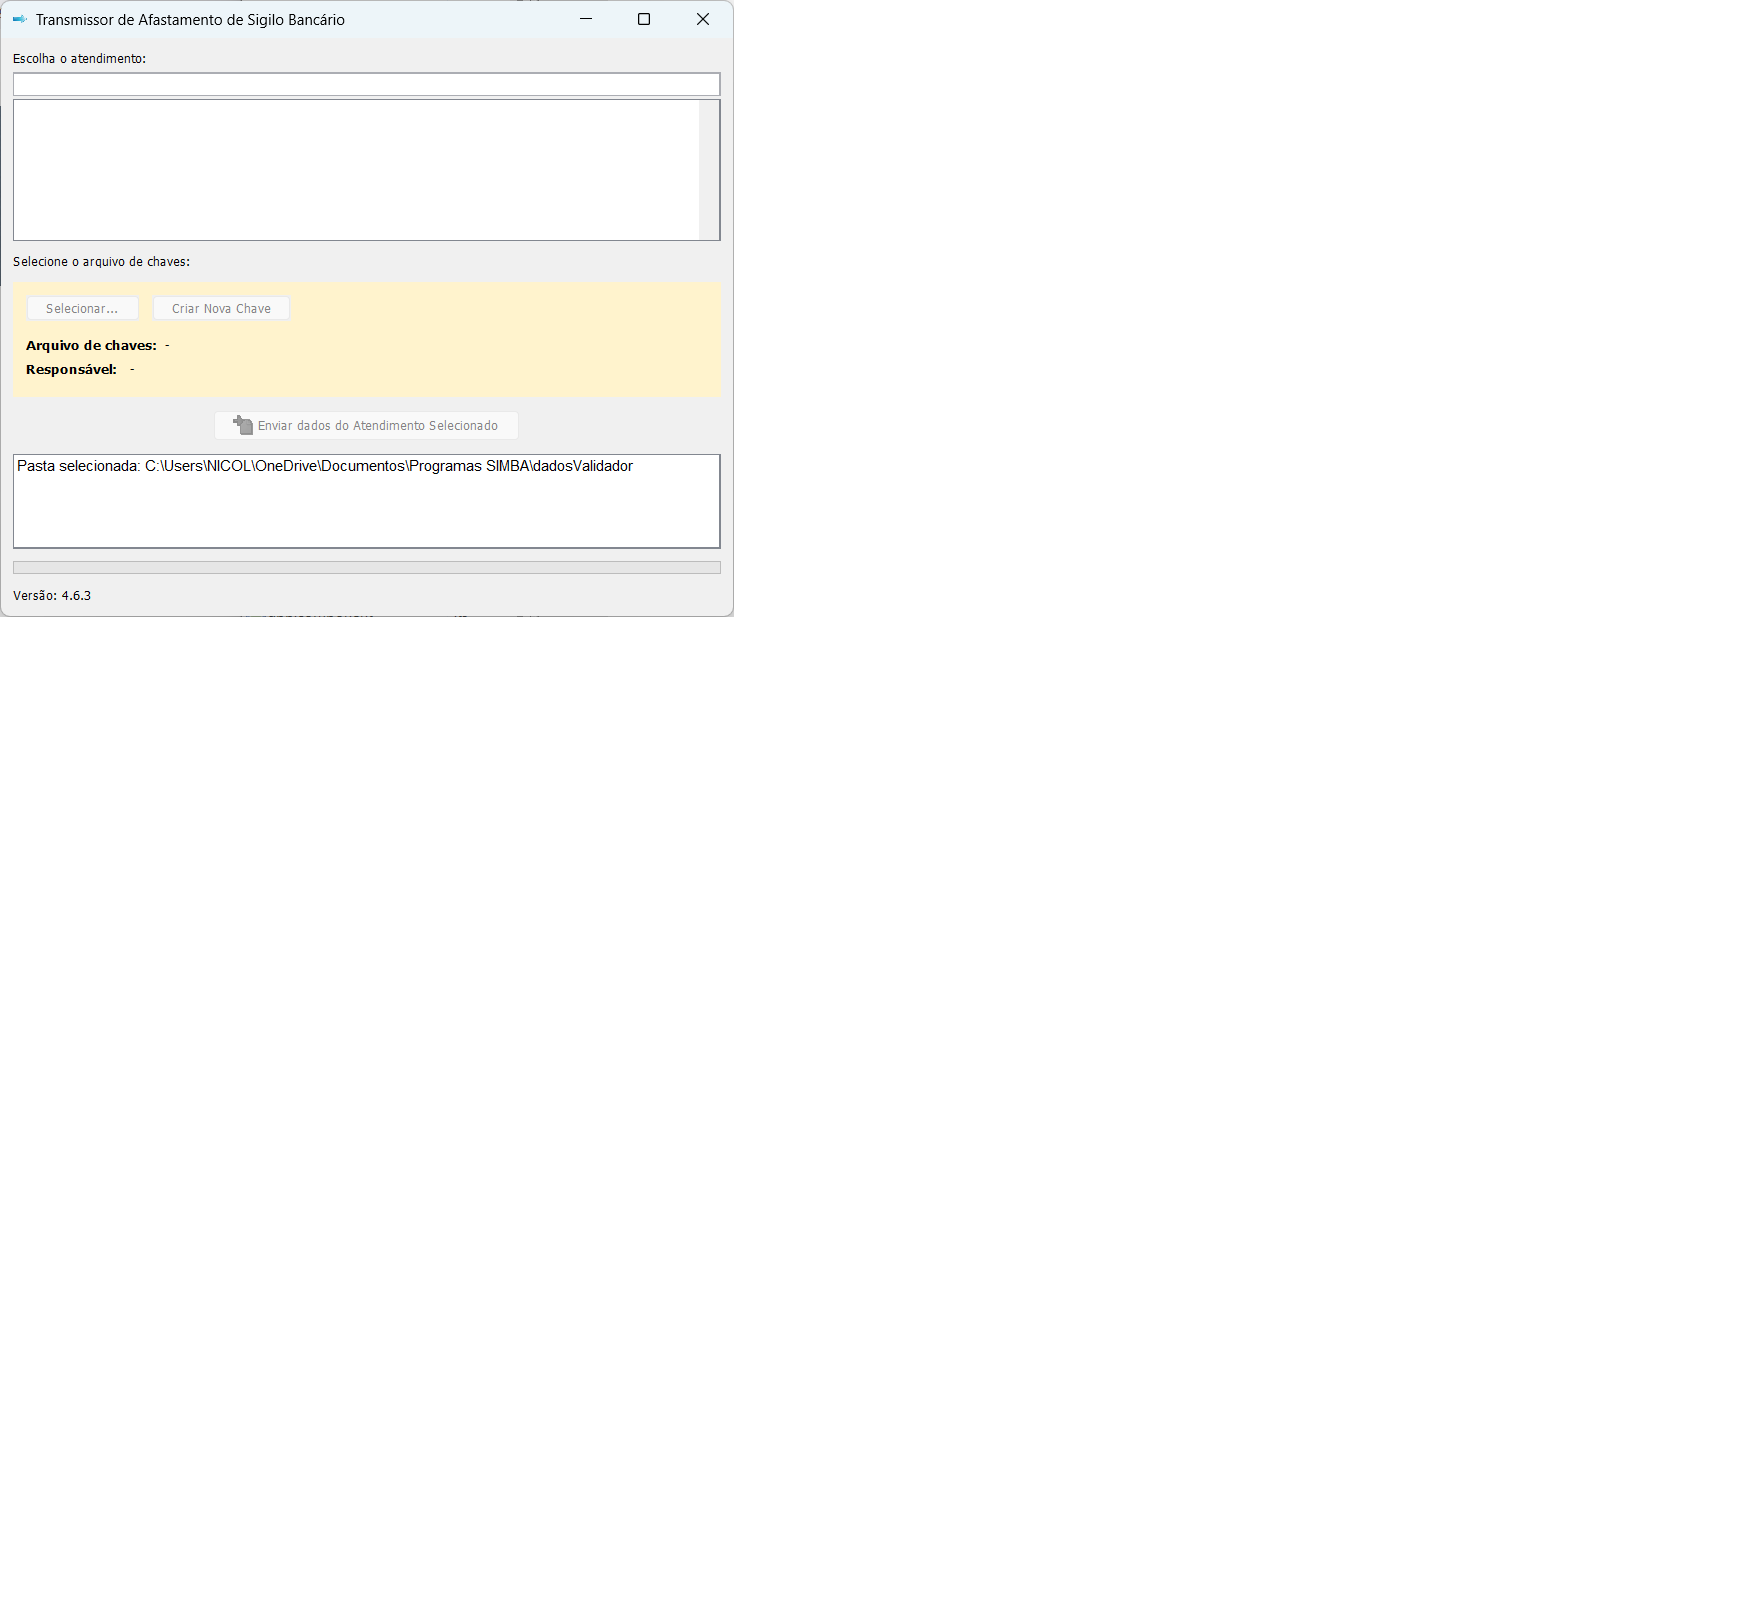 Transmissor de Afastamento de Sigilo Bancário
Escolha o atendimento:
Selecione o arquivo de chaves:
Selecionar... Criar Nova Chave
Arquivo de chaves: -
Responsável: -
Enviar dados do Atendimento Selecionado
Pasta selecionada: C:\Users\NICOL\OneDrive\Documentos\Programas SIMBA\dadosValidador
Versão: 4.6.3